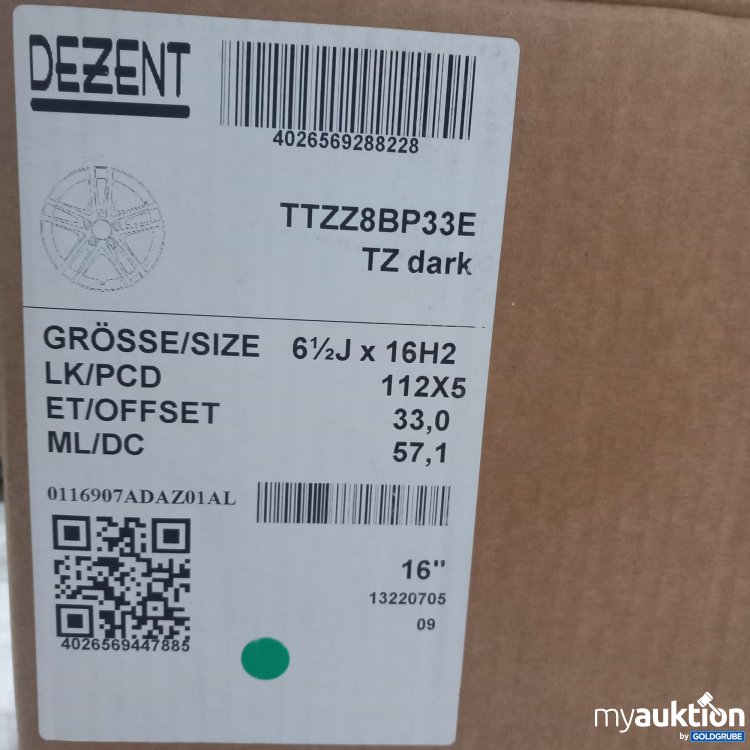 DEZENT
4026569288228
TTZZ8BP33E
TZ dark
GRÖSSE/SIZE 6½J x 16H2
LK/PCD 112X5
ET/OFFSET 33,0
ML/DC 57,1
0116907ADAZ01AL
16"
13220705
09
4026569447885
myauktion
by GOLDGRUBE